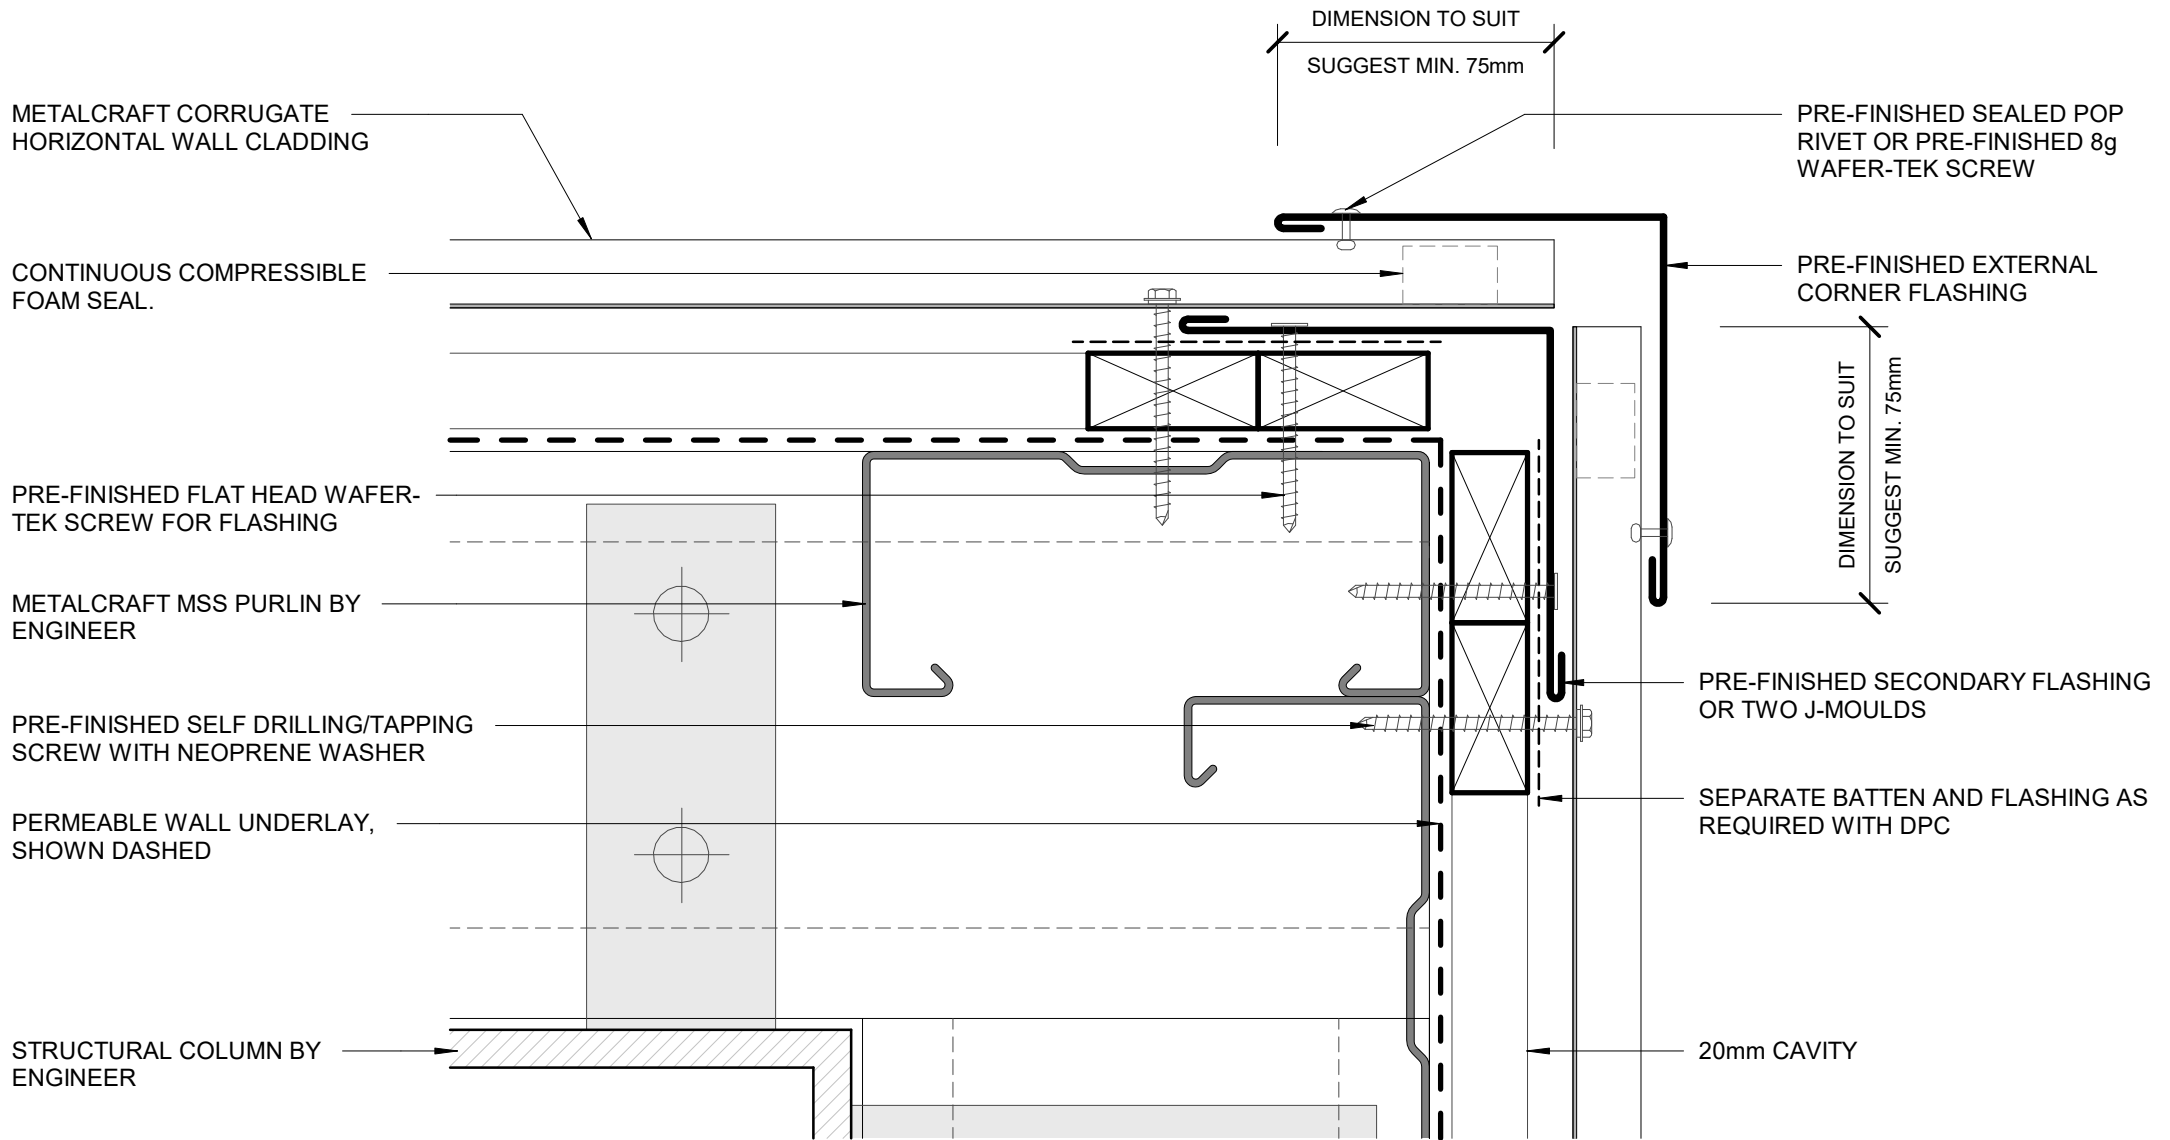 DIMENSION TO SUIT
SUGGEST MIN. 75mm
METALCRAFT CORRUGATE
HORIZONTAL WALL CLADDING
CONTINUOUS COMPRESSIBLE
FOAM SEAL.
PRE-FINISHED FLAT HEAD WAFER-
TEK SCREW FOR FLASHING
METALCRAFT MSS PURLIN BY
ENGINEER
PRE-FINISHED SELF DRILLING/TAPPING
SCREW WITH NEOPRENE WASHER
PERMEABLE WALL UNDERLAY,
SHOWN DASHED
STRUCTURAL COLUMN BY
ENGINEER
PRE-FINISHED SEALED POP
RIVET OR PRE-FINISHED 8g
WAFER-TEK SCREW
PRE-FINISHED EXTERNAL
CORNER FLASHING
DIMENSION TO SUIT
SUGGEST MIN. 75mm
PRE-FINISHED SECONDARY FLASHING
OR TWO J-MOULDS
SEPARATE BATTEN AND FLASHING AS
REQUIRED WITH DPC
20mm CAVITY